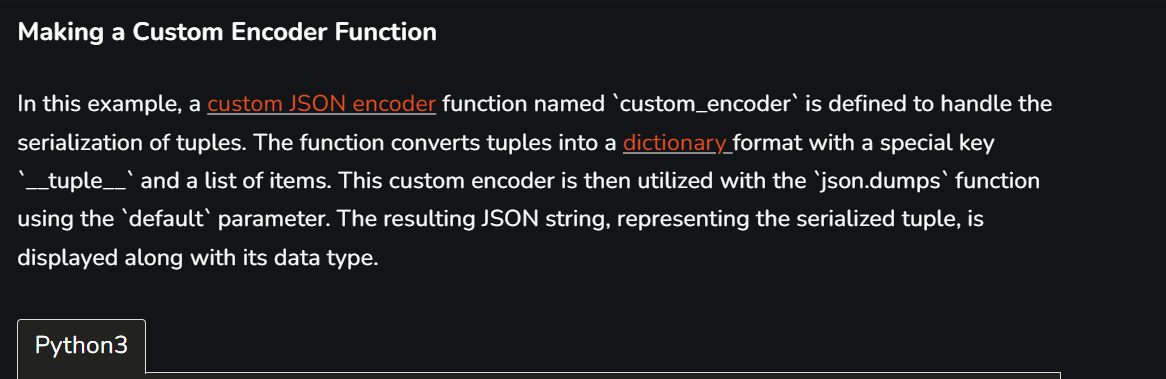 Making a Custom Encoder Function
In this example, a custom JSON encoder function named `custom_encoder` is defined to handle the
serialization of tuples. The function converts tuples into a dictionary format with a special key
`__tuple__` and a list of items. This custom encoder is then utilized with the `json.dumps` function
using the `default` parameter. The resulting JSON string, representing the serialized tuple, is
displayed along with its data type.
Python3